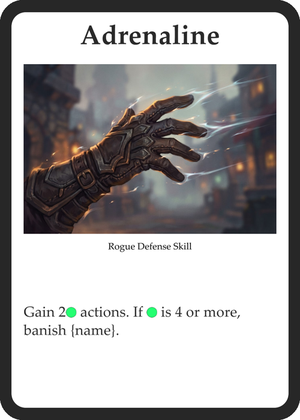 Adrenaline
Rogue Defense Skill
Gain 2 actions. If is 4 or more,
banish {name}.